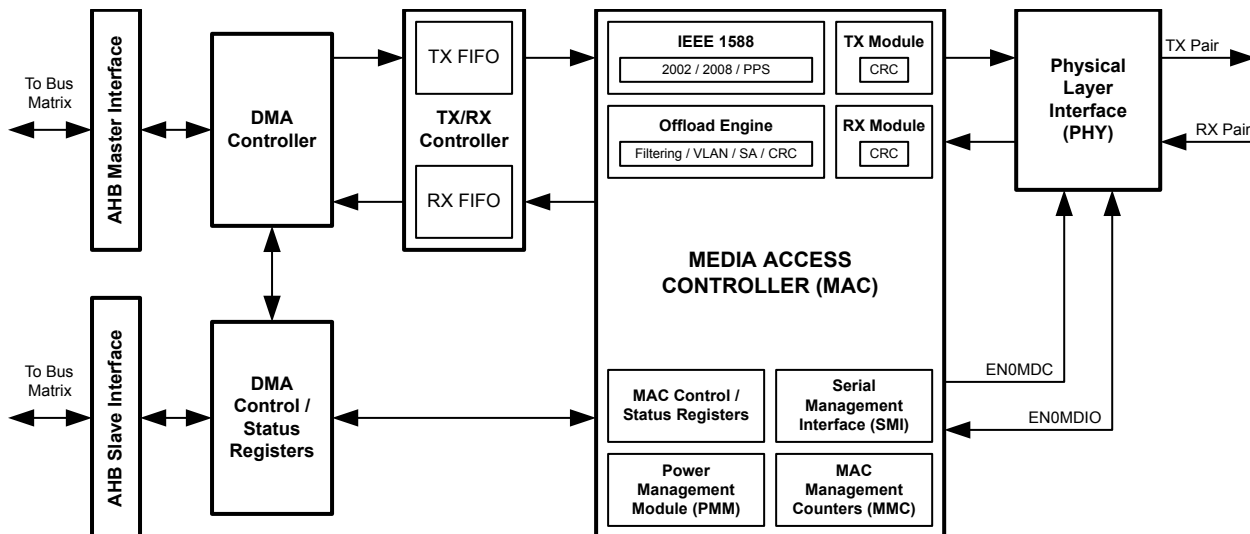 To Bus
Matrix
AHB Master Interface
DMA
Controller
TX FIFO
TX/RX
Controller
RX FIFO
IEEE 1588
2002 / 2008 / PPS
TX Module
CRC
Offload Engine
Filtering / VLAN / SA / CRC
RX Module
CRC
MEDIA ACCESS
CONTROLLER (MAC)
Physical
Layer
Interface
(PHY)
TX Pair
RX Pair
To Bus
Matrix
AHB Slave Interface
DMA
Control /
Status
Registers
MAC Control /
Status Registers
Serial
Management
Interface (SMI)
Power
Management
Module (PMM)
MAC
Management
Counters (MMC)
EN0MDC
EN0MDIO